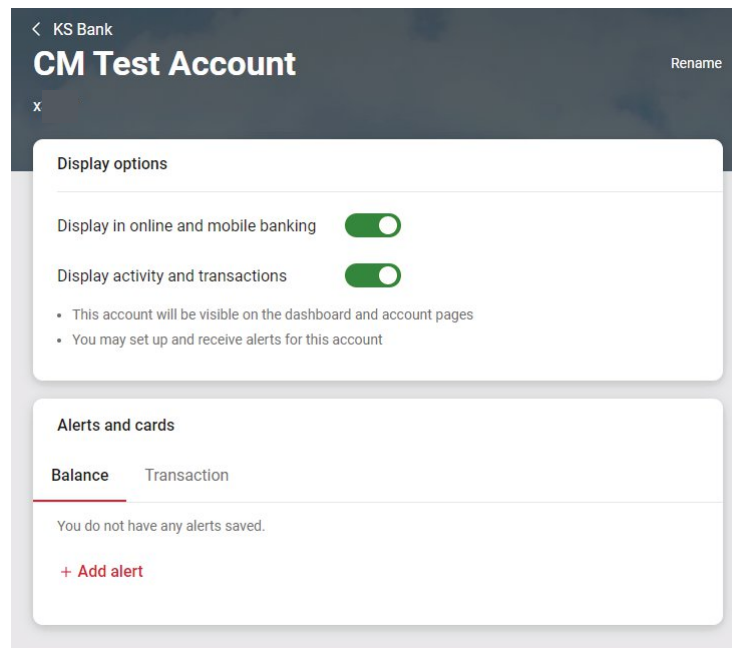 KS Bank
CM Test Account
Rename
x
Display options
Display in online and mobile banking
Display activity and transactions
• This account will be visible on the dashboard and account pages
• You may set up and receive alerts for this account
Alerts and cards
Balance Transaction
You do not have any alerts saved.
+ Add alert